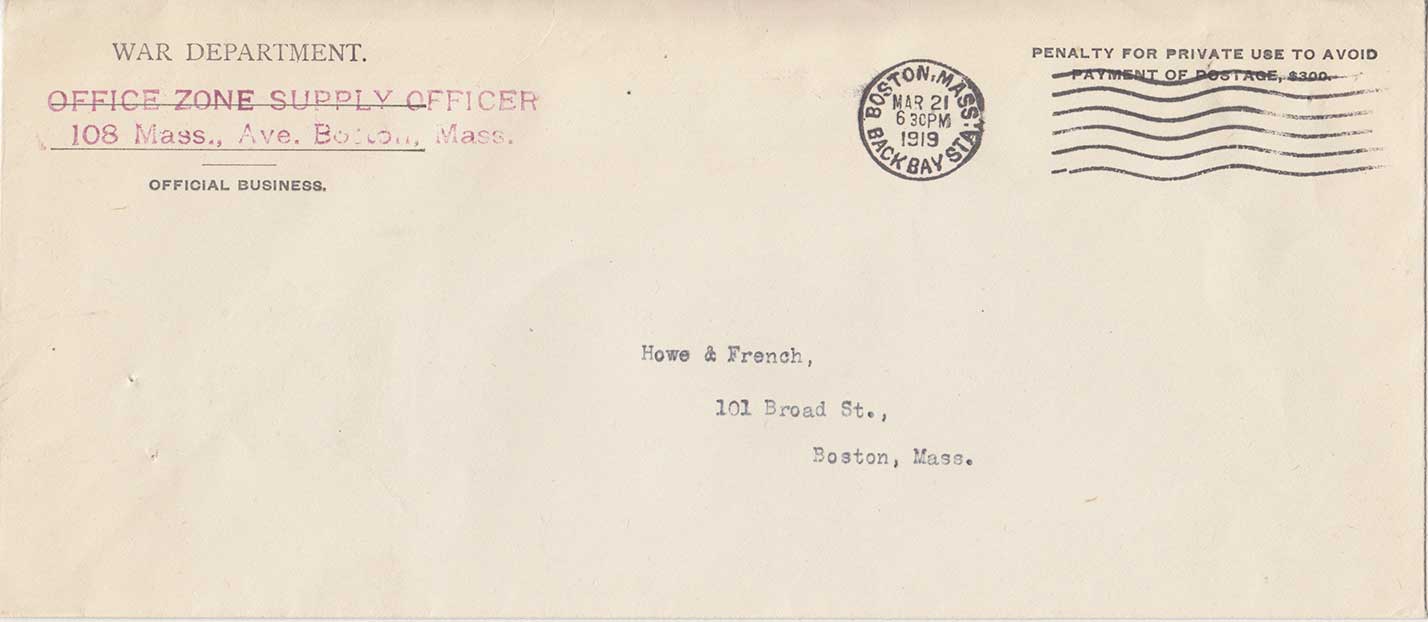 WAR DEPARTMENT.
OFFICE ZONE SUPPLY OFFICER
108 Mass., Ave. Boston, Mass.
OFFICIAL BUSINESS.
BOSTON, MASS.
MAR 21
6 30PM
1919
BACK BAY STA.
PENALTY FOR PRIVATE USE TO AVOID
PAYMENT OF POSTAGE, $300.
Howe & French,
101 Broad St.,
Boston, Mass.